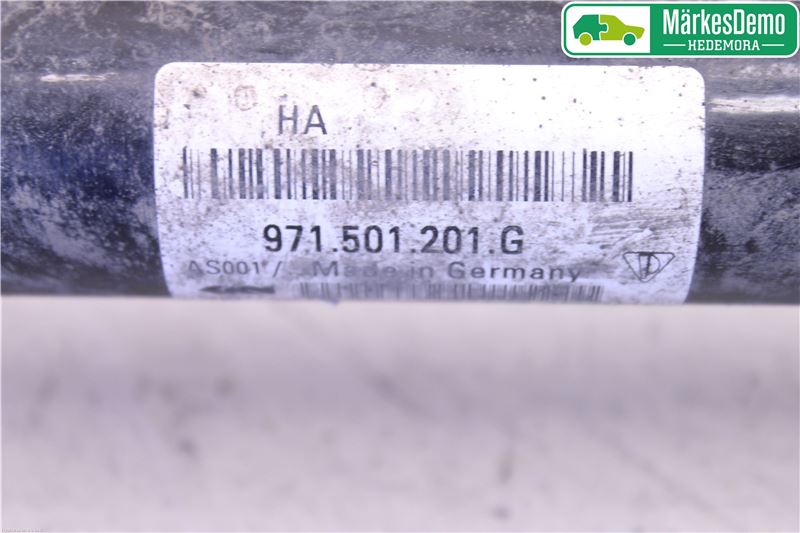 MärkesDemo
HEDEMORA
HA
971.501.201.G
AS001 / Made in Germany